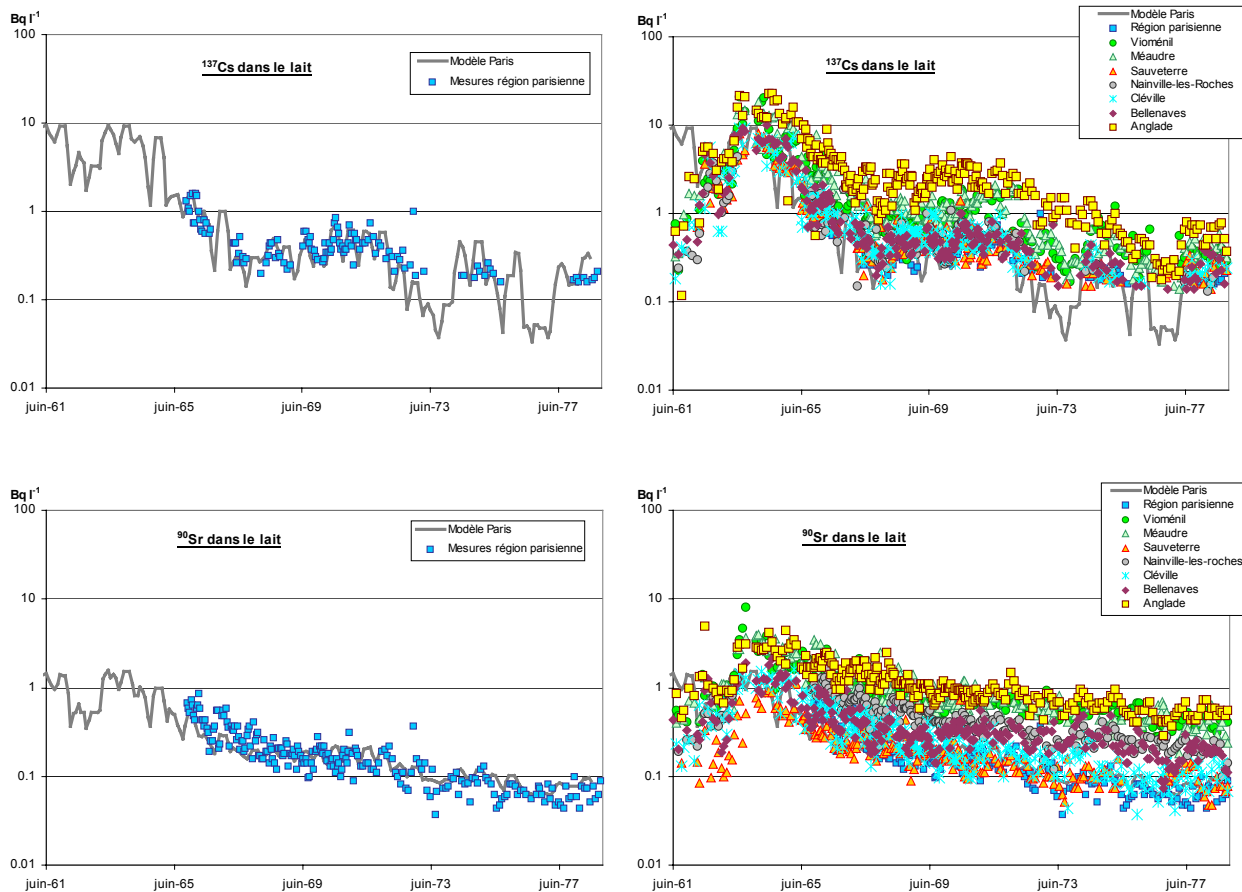 Bq l-1
100
10
1
0.1
0.01
juin-61
juin-65
juin-69
juin-73
juin-77
137Cs dans le lait
Modèle Paris
Mesures région parisienne
Bq l-1
100
10
1
0.1
0.01
juin-61
juin-65
juin-69
juin-73
juin-77
137Cs dans le lait
Modèle Paris
Région parisienne
Vioménil
Méaudre
Sauveterre
Nainville-les-Roches
Cléville
Bellenaves
Anglade
Bq l-1
100
10
1
0.1
0.01
juin-61
juin-65
juin-69
juin-73
juin-77
90Sr dans le lait
Modèle Paris
Mesures région parisienne
Bq l-1
100
10
1
0.1
0.01
juin-61
juin-65
juin-69
juin-73
juin-77
90Sr dans le lait
Modèle Paris
Région parisienne
Vioménil
Méaudre
Sauveterre
Nainville-les-roches
Cléville
Bellenaves
Anglade